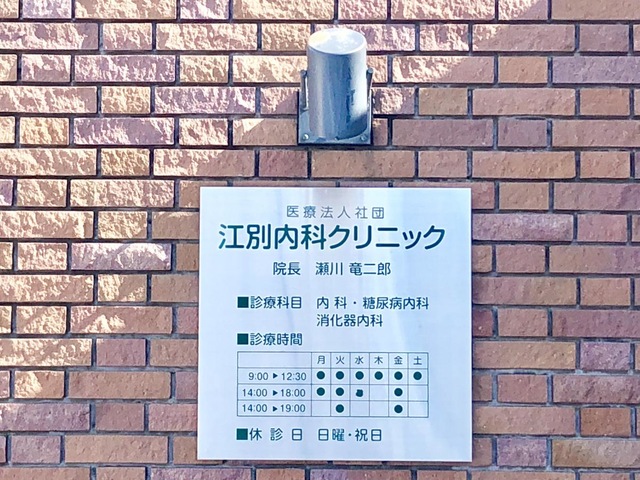 医療法人社団
江別内科クリニック
院長 瀬川 竜二郎
■診療科目 内科・糖尿病内科
消化器内科
■診療時間
月 火 水 木 金 土
9:00 ▶ 12:30 ● ● ● ● ● ●
14:00 ▶ 18:00 ● ● ● ●
14:00 ▶ 19:00 ● ●
■休診日 日曜・祝日